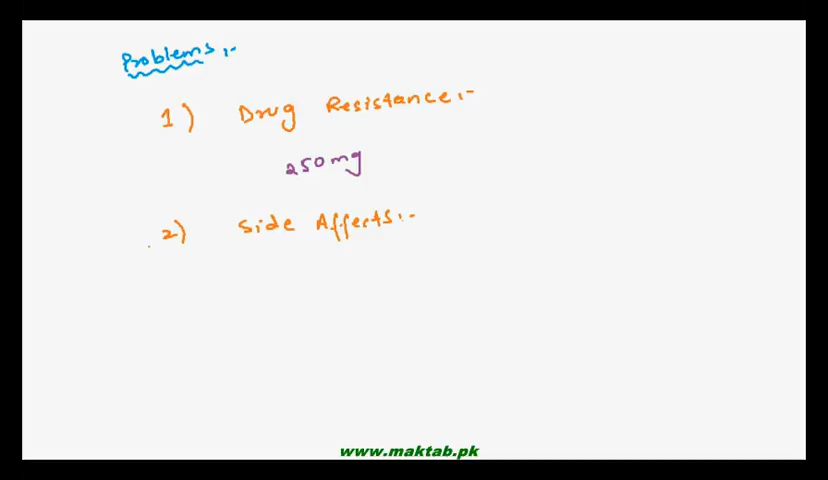 Problems :-
1) Drug Resistance :-
250mg
2) Side Affects :-
www.maktab.pk